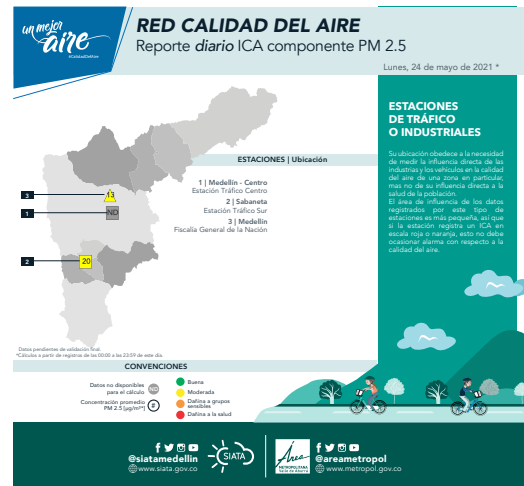 un mejor
aire
#CalidadDelAire
RED CALIDAD DEL AIRE
Reporte diario ICA componente PM 2.5
Lunes, 24 de mayo de 2021 *
ESTACIONES
DE TRÁFICO
O INDUSTRIALES
Su ubicación obedece a la necesidad
de medir la influencia directa de las
industrias y los vehículos en la calidad
del aire de una zona en particular,
mas no de su influencia directa a la
salud de la población.
El área de influencia de los datos
registrados por este tipo de
estaciones es más pequeña, así que
si la estación registra un ICA en
escala roja o naranja, esto no debe
ocasionar alarma con respecto a la
calidad del aire.
ESTACIONES | Ubicación
1 | Medellín - Centro
Estación Tráfico Centro
2 | Sabaneta
Estación Tráfico Sur
3 | Medellín
Fiscalía General de la Nación
3
13
1
ND
2
20
Datos pendientes de validación final.
*Cálculos a partir de registros de las 00:00 a las 23:59 de este día.
CONVENCIONES
Datos no disponibles
para el cálculo
ND
Concentración promedio
PM 2.5 [µg/m³*]
#
Buena
Moderada
Dañina a grupos
sensibles
Dañina a la salud
@siatamedellin
www.siata.gov.co
SIATA
Área
METROPOLITANA
Valle de Aburrá
@areametropol
www.metropol.gov.co